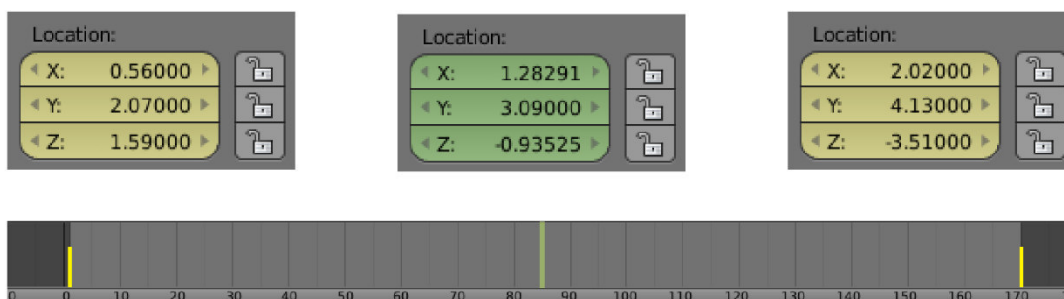 Location:
X: 0.56000
Y: 2.07000
Z: 1.59000
Location:
X: 1.28291
Y: 3.09000
Z: -0.93525
Location:
X: 2.02000
Y: 4.13000
Z: -3.51000
0 0 10 20 30 40 50 60 70 80 90 100 110 120 130 140 150 160 170